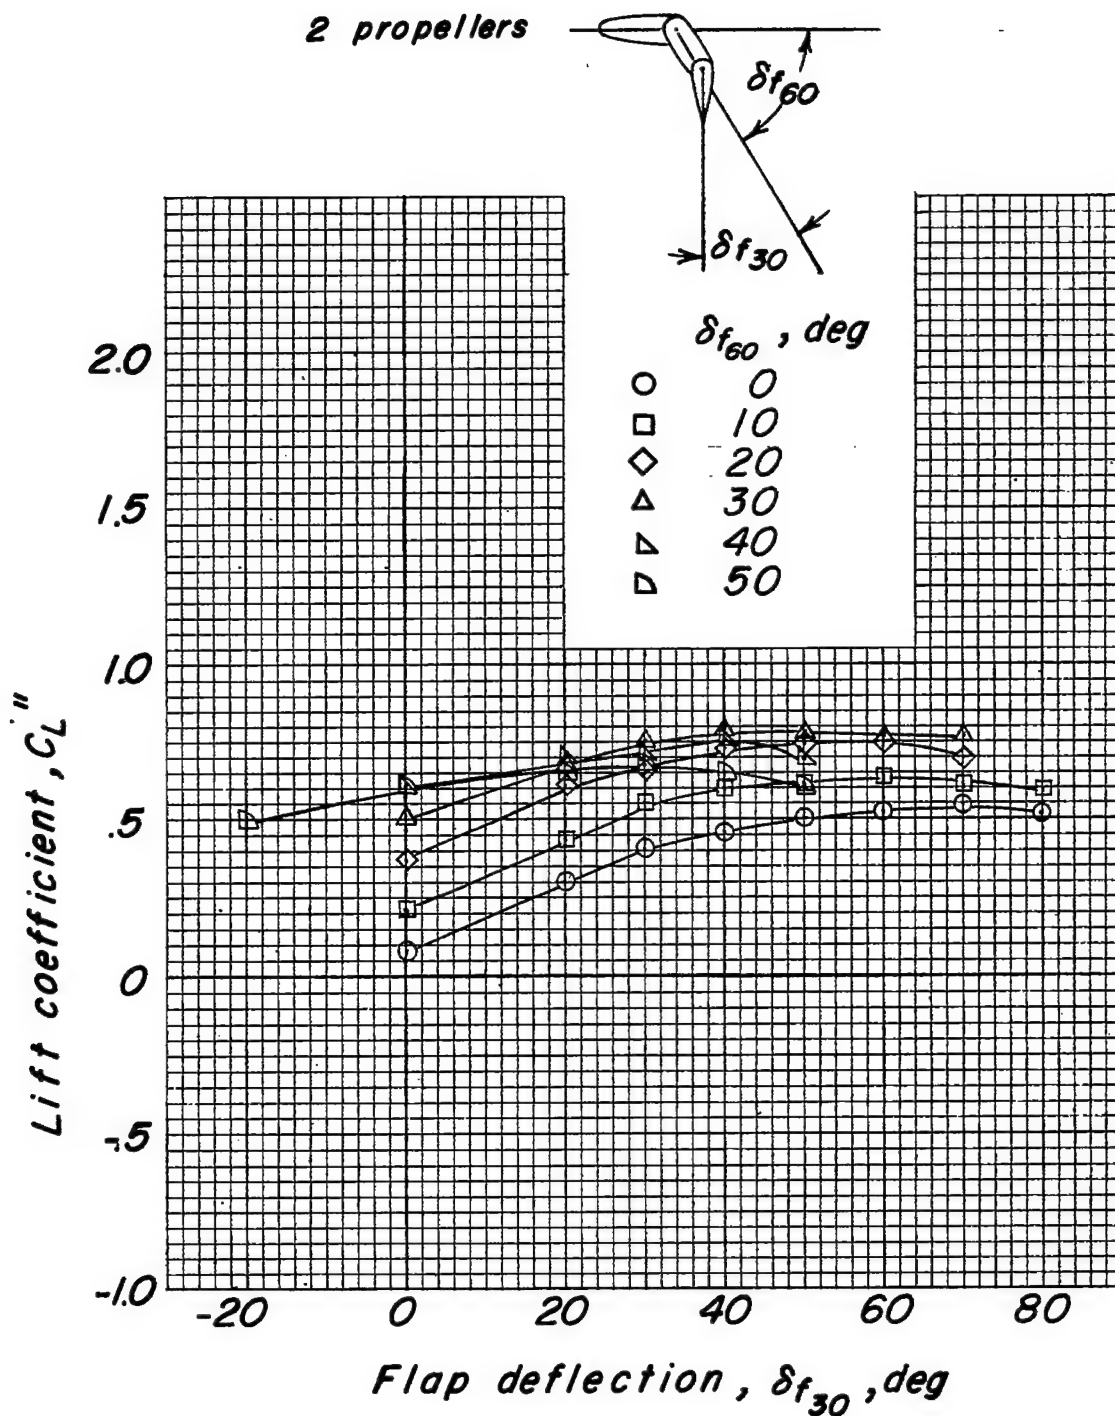 2 propellers
δf60
δf30
δf60 , deg
0
10
20
30
40
50
2.0
1.5
1.0
.5
0
-.5
-1.0
Lift coefficient, CL''
-20 0 20 40 60 80
Flap deflection, δf30, deg